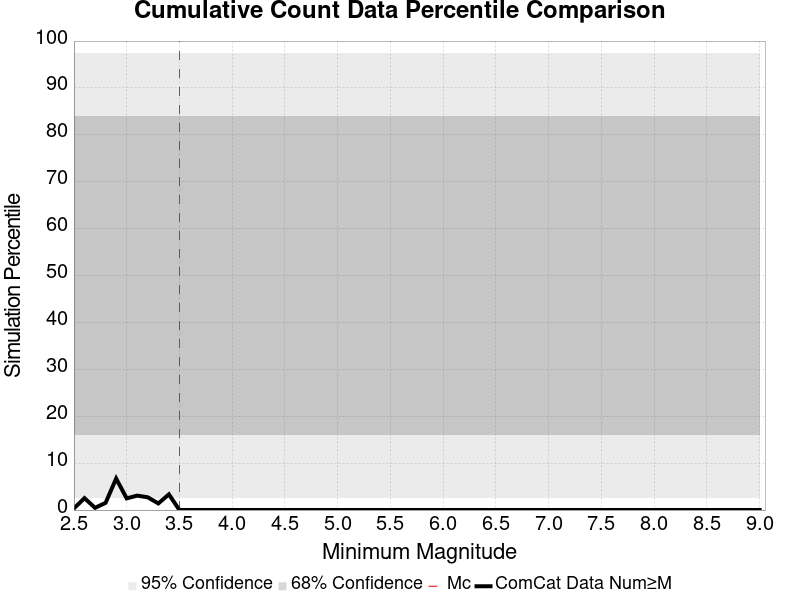 Cumulative Count Data Percentile Comparison
100
90
80
70
60
50
40
30
20
10
0
Simulation Percentile
2.5 3.0 3.5 4.0 4.5 5.0 5.5 6.0 6.5 7.0 7.5 8.0 8.5 9.0
Minimum Magnitude
95% Confidence 68% Confidence Mc ComCat Data Num≥M